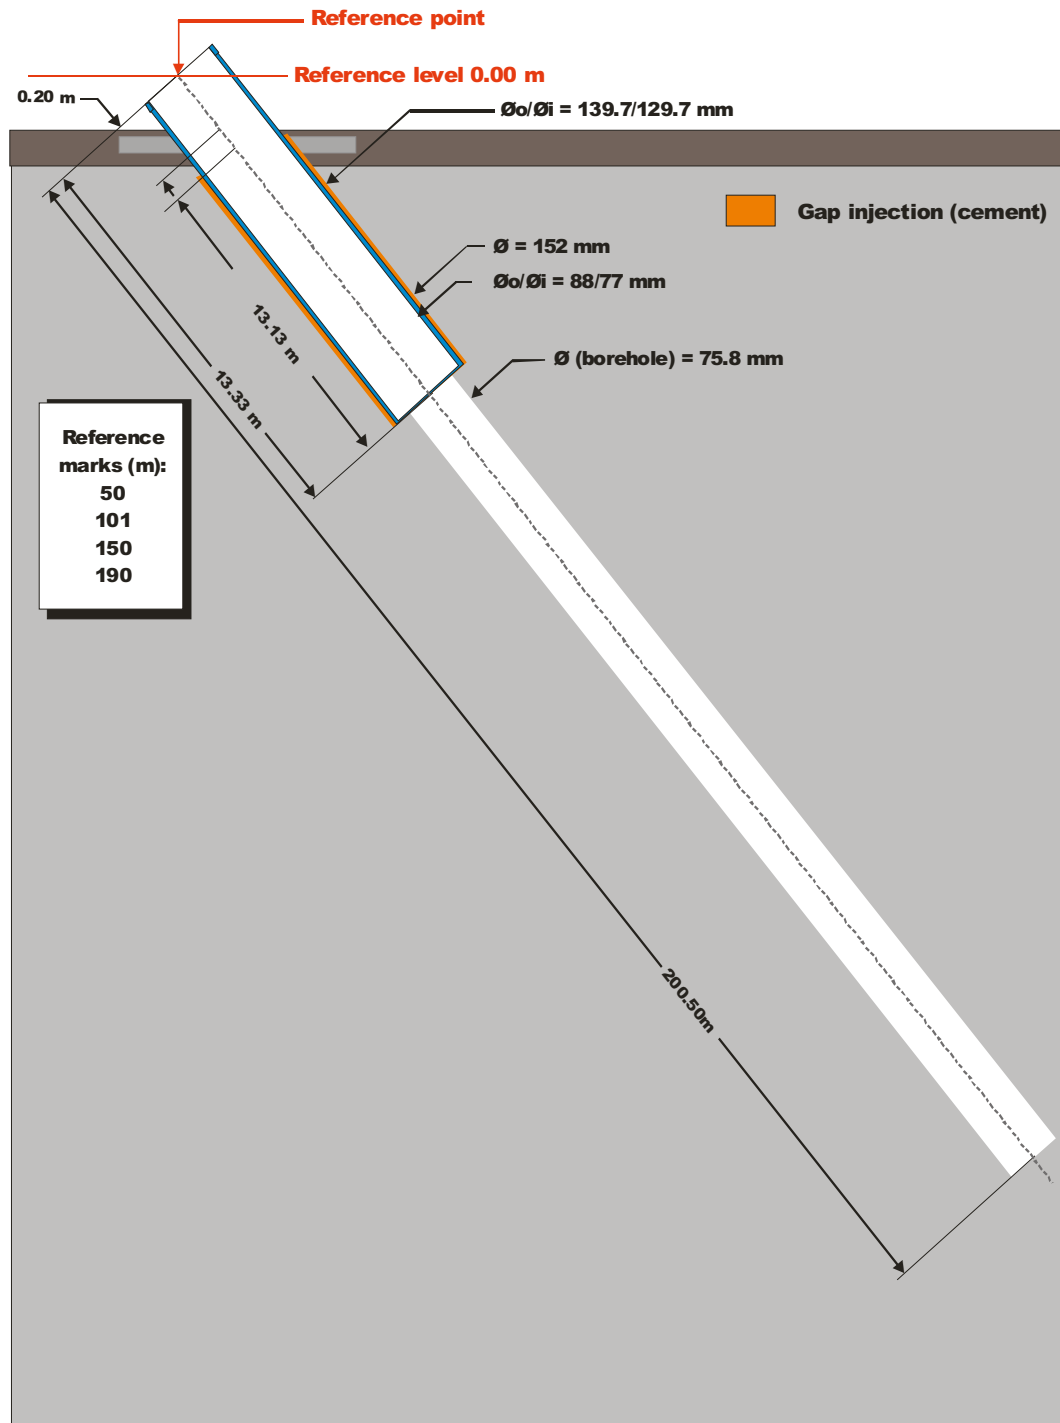 Reference point
Reference level 0.00 m
0.20 m
Øo/Øi = 139.7/129.7 mm
Gap injection (cement)
Ø = 152 mm
Øo/Øi = 88/77 mm
13.13 m
Ø (borehole) = 75.8 mm
13.33 m
Reference
marks (m):
50
101
150
190
200.50m